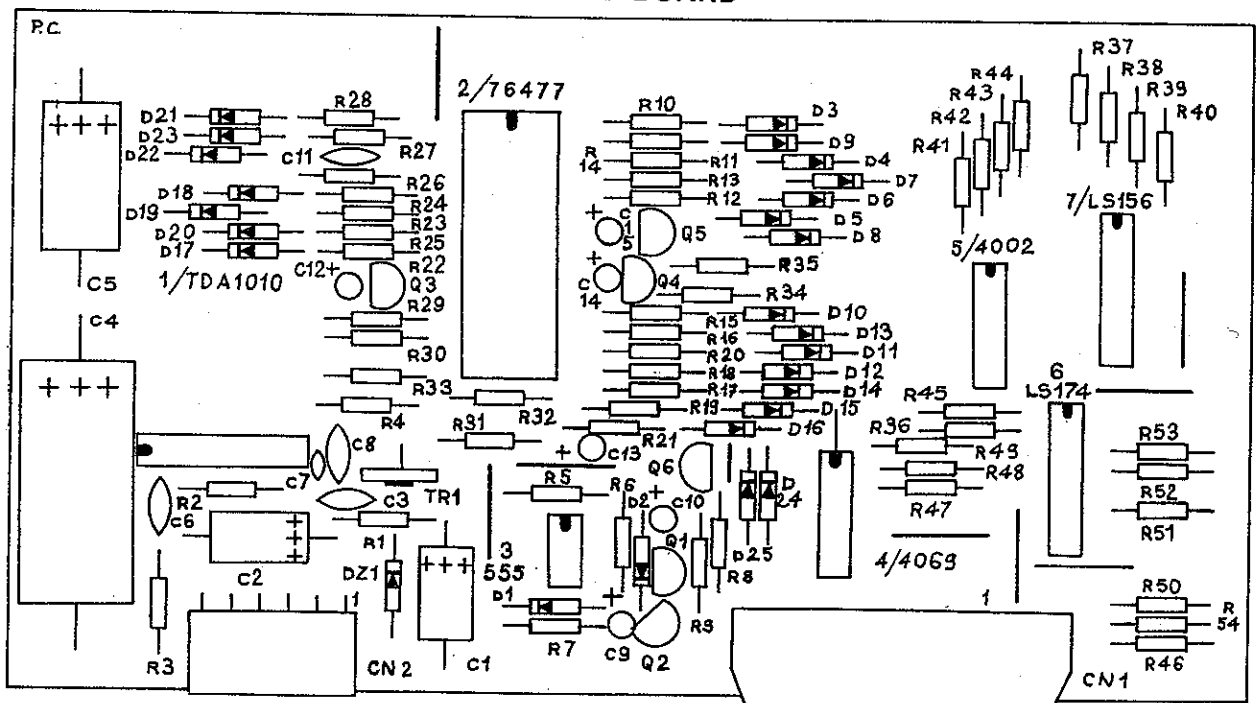 P.C.
2/76477
R28
D21
D23
D22
C11
R27
R26
D18
D19
D20
D17
R24
R23
R25
R22
1/TDA1010
C12
+
Q3
R29
R30
R33
R4
C5
C4
+ + +
+ + +
R10
R
14
R11
R13
R12
D3
D9
D4
D7
D6
D5
D8
+
C
1
5
Q5
+
C
14
Q4
R35
R34
R15
R16
R20
R18
R17
R19
R21
D10
D13
D11
D12
D14
D15
D16
R44
R43
R42
R41
R37
R38
R39
R40
7/LS156
5/4002
6
LS174
R45
R36
R49
R48
R47
R53
R52
R51
R31
R32
+
C13
C8
C7
R2
C6
C3
TR1
R1
R5
R6
D2
Q6
+
C10
D
24
D25
Q1
R8
R9
4/4069
+ + +
C2
DZ1
+ + +
3
555
D1
R7
+
C9
Q2
R3
1
CN2
C1
1
CN1
R50
R
54
R46